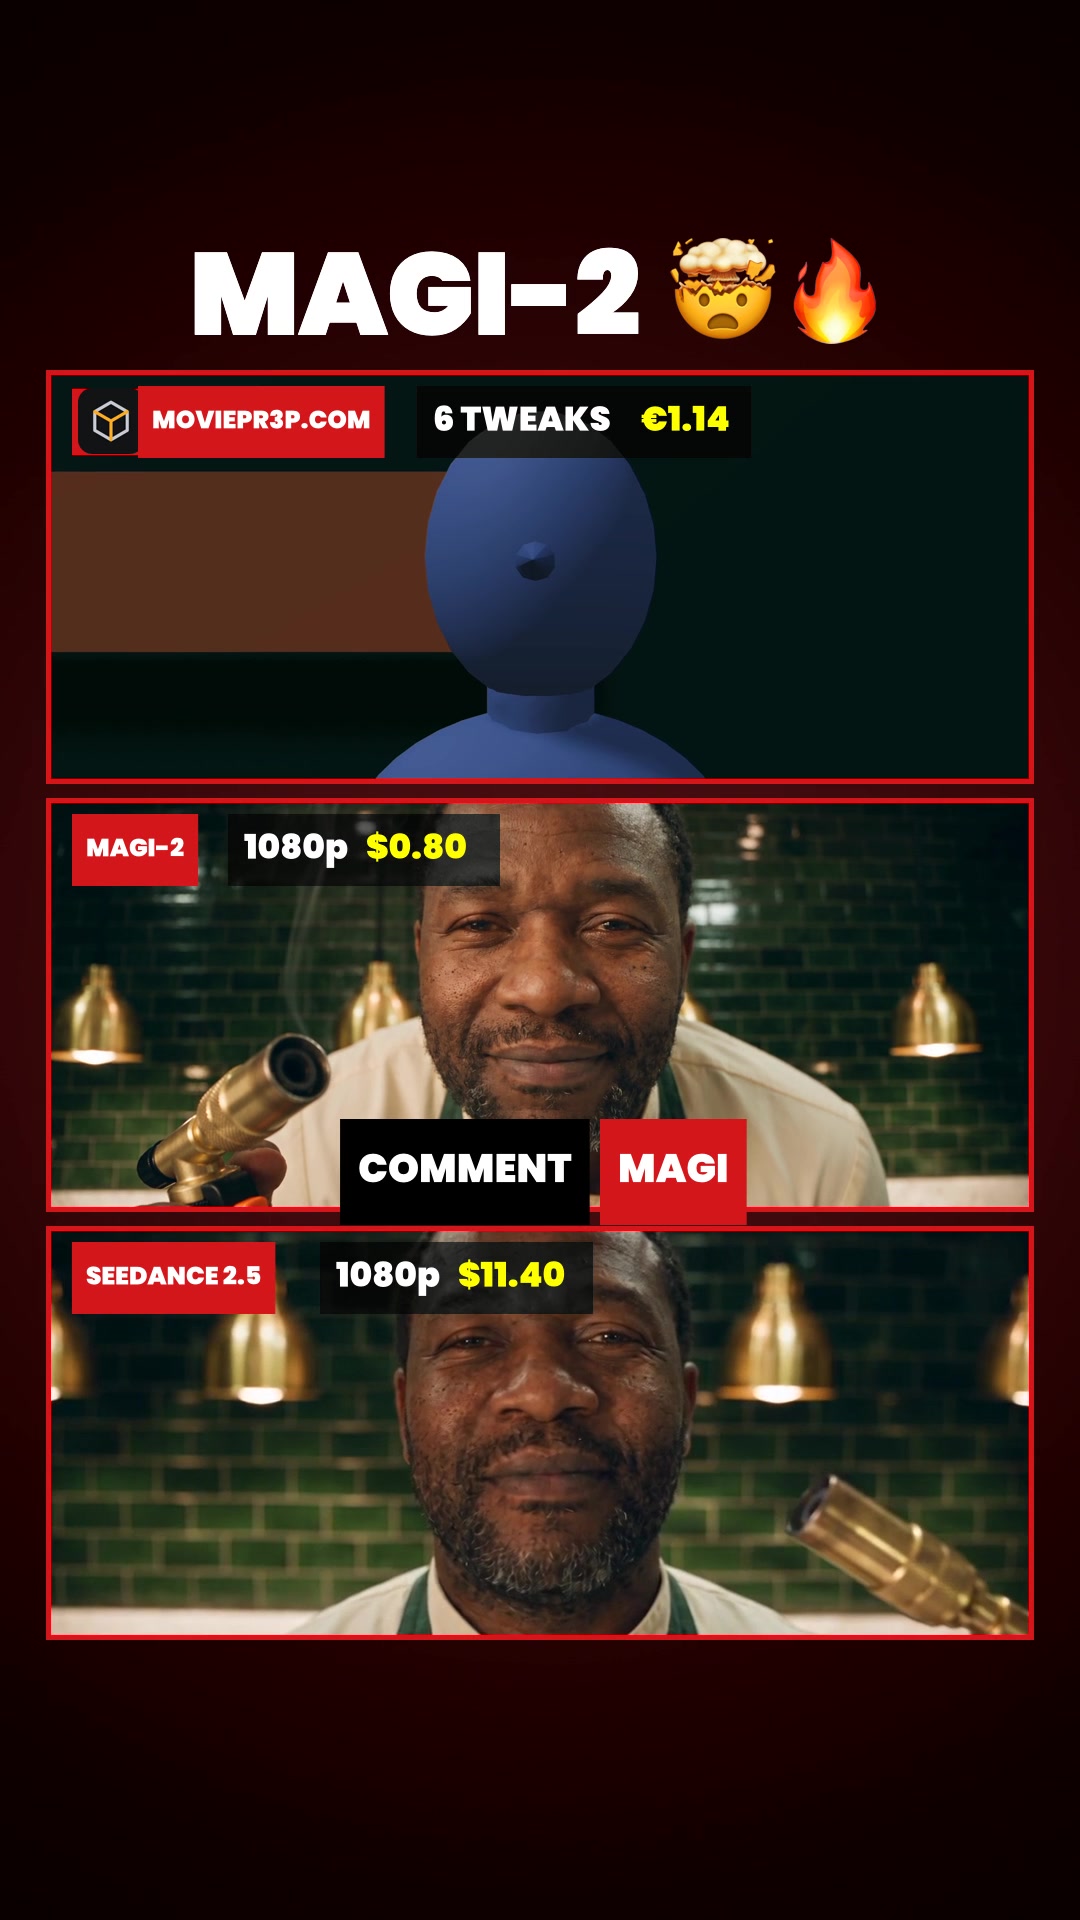 MAGI-2 🤯🔥
MOVIEPR3P.COM
6 TWEAKS €1.14
MAGI-2
1080p $0.80
COMMENT MAGI
SEEDANCE 2.5
1080p $11.40